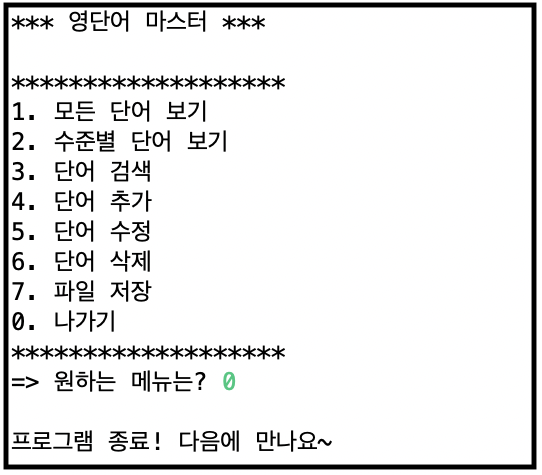 *** 영단어 마스터 ***
*******************
1. 모든 단어 보기
2. 수준별 단어 보기
3. 단어 검색
4. 단어 추가
5. 단어 수정
6. 단어 삭제
7. 파일 저장
0. 나가기
*******************
=> 원하는 메뉴는? 0
프로그램 종료! 다음에 만나요~